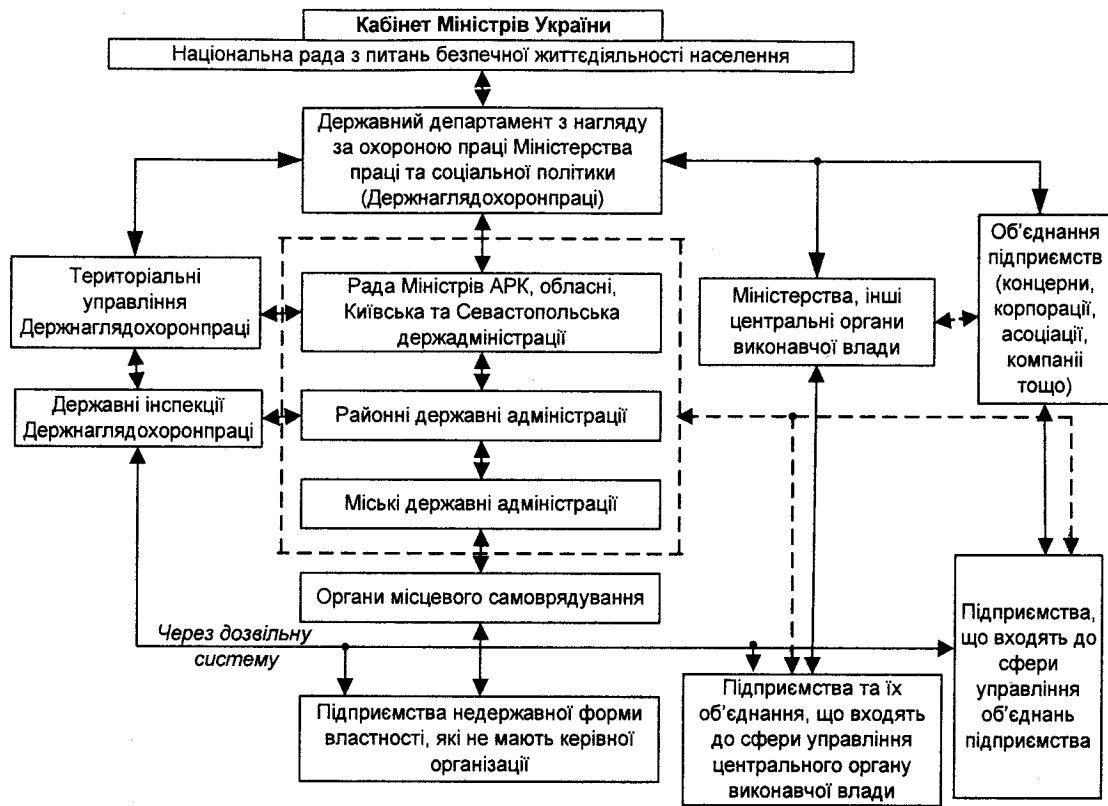 Кабінет Міністрів України
Національна рада з питань безпечної життєдіяльності населення
Державний департамент з нагляду
за охороною праці Міністерства
праці та соціальної політики
(Держнаглядохоронпраці)
Територіальні
управління
Держнаглядохоронпраці
Рада Міністрів АРК, обласні,
Київська та Севастопольська
держадміністрації
Міністерства, інші
центральні органи
виконавчої влади
Об'єднання
підприємств
(концерни,
корпорації,
асоціації,
компанії
тощо)
Державні інспекції
Держнаглядохоронпраці
Районні державні адміністрації
Міські державні адміністрації
Органи місцевого самоврядування
Через дозвільну
систему
Підприємства недержавної форми
властності, які не мають керівної
організації
Підприємства та їх
об'єднання, що входять
до сфери управління
центрального органу
виконавчої влади
Підприємства,
що входять до
сфери
управління
об'єднань
підприємства